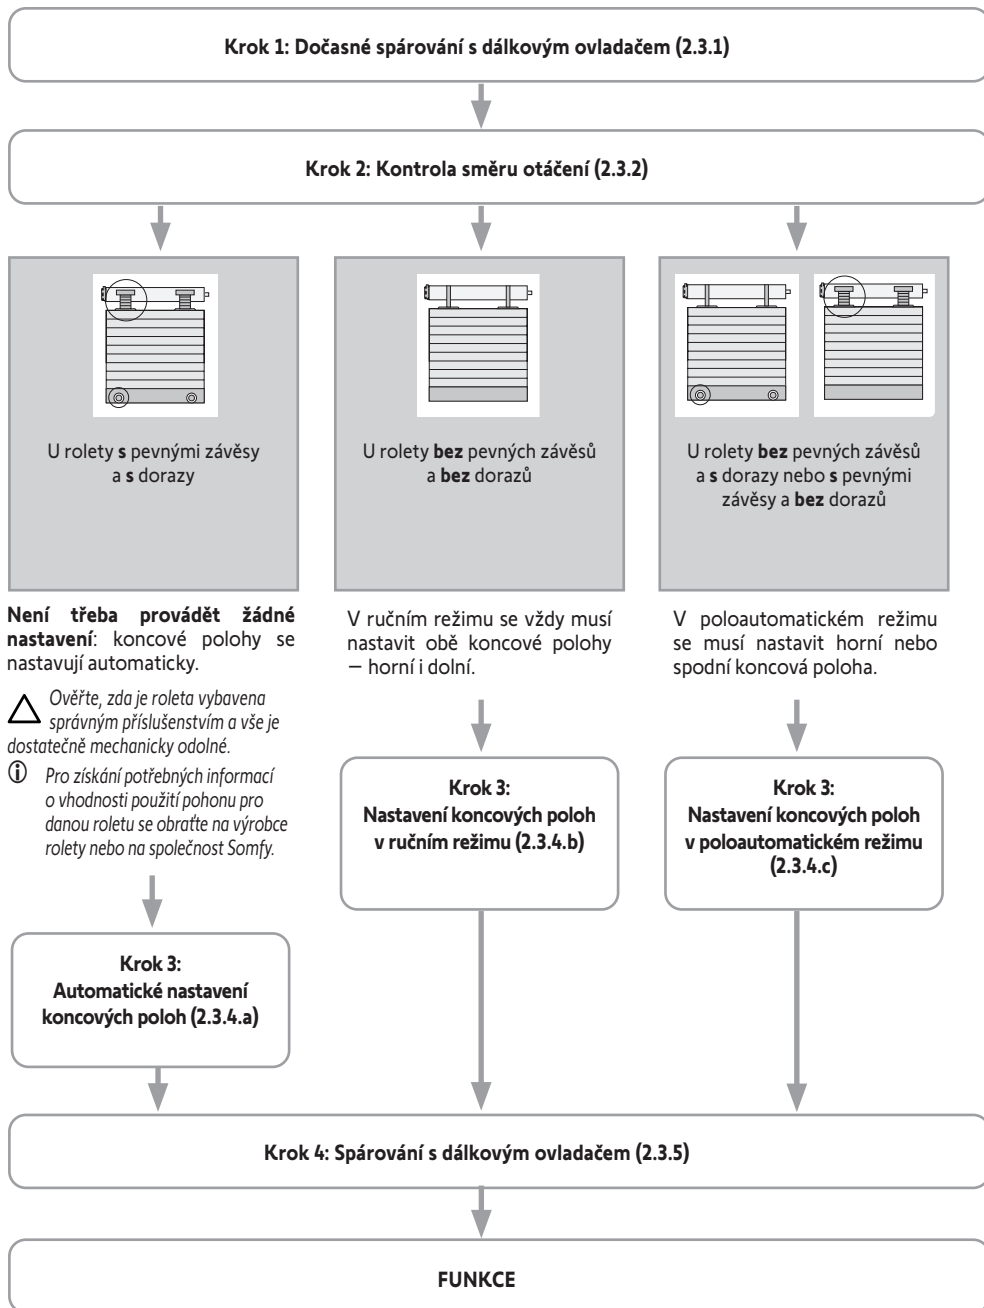 Krok 1: Dočasné spárování s dálkovým ovladačem (2.3.1)
Krok 2: Kontrola směru otáčení (2.3.2)
U rolety s pevnými závěsy
a s dorazy
U rolety bez pevných závěsů
a bez dorazů
U rolety bez pevných závěsů
a s dorazy nebo s pevnými
závěsy a bez dorazů
Není třeba provádět žádné
nastavení: koncové polohy se
nastavují automaticky.
Ověřte, zda je roleta vybavena
správným příslušenstvím a vše je
dostatečně mechanicky odolné.
Pro získání potřebných informací
o vhodnosti použití pohonu pro
danou roletu se obraťte na výrobce
rolety nebo na společnost Somfy.
Krok 3:
Automatické nastavení
koncových poloh (2.3.4.a)
V ručním režimu se vždy musí
nastavit obě koncové polohy
— horní i dolní.
Krok 3:
Nastavení koncových poloh
v ručním režimu (2.3.4.b)
V poloautomatickém režimu
se musí nastavit horní nebo
spodní koncová poloha.
Krok 3:
Nastavení koncových poloh
v poloautomatickém režimu
(2.3.4.c)
Krok 4: Spárování s dálkovým ovladačem (2.3.5)
FUNKCE